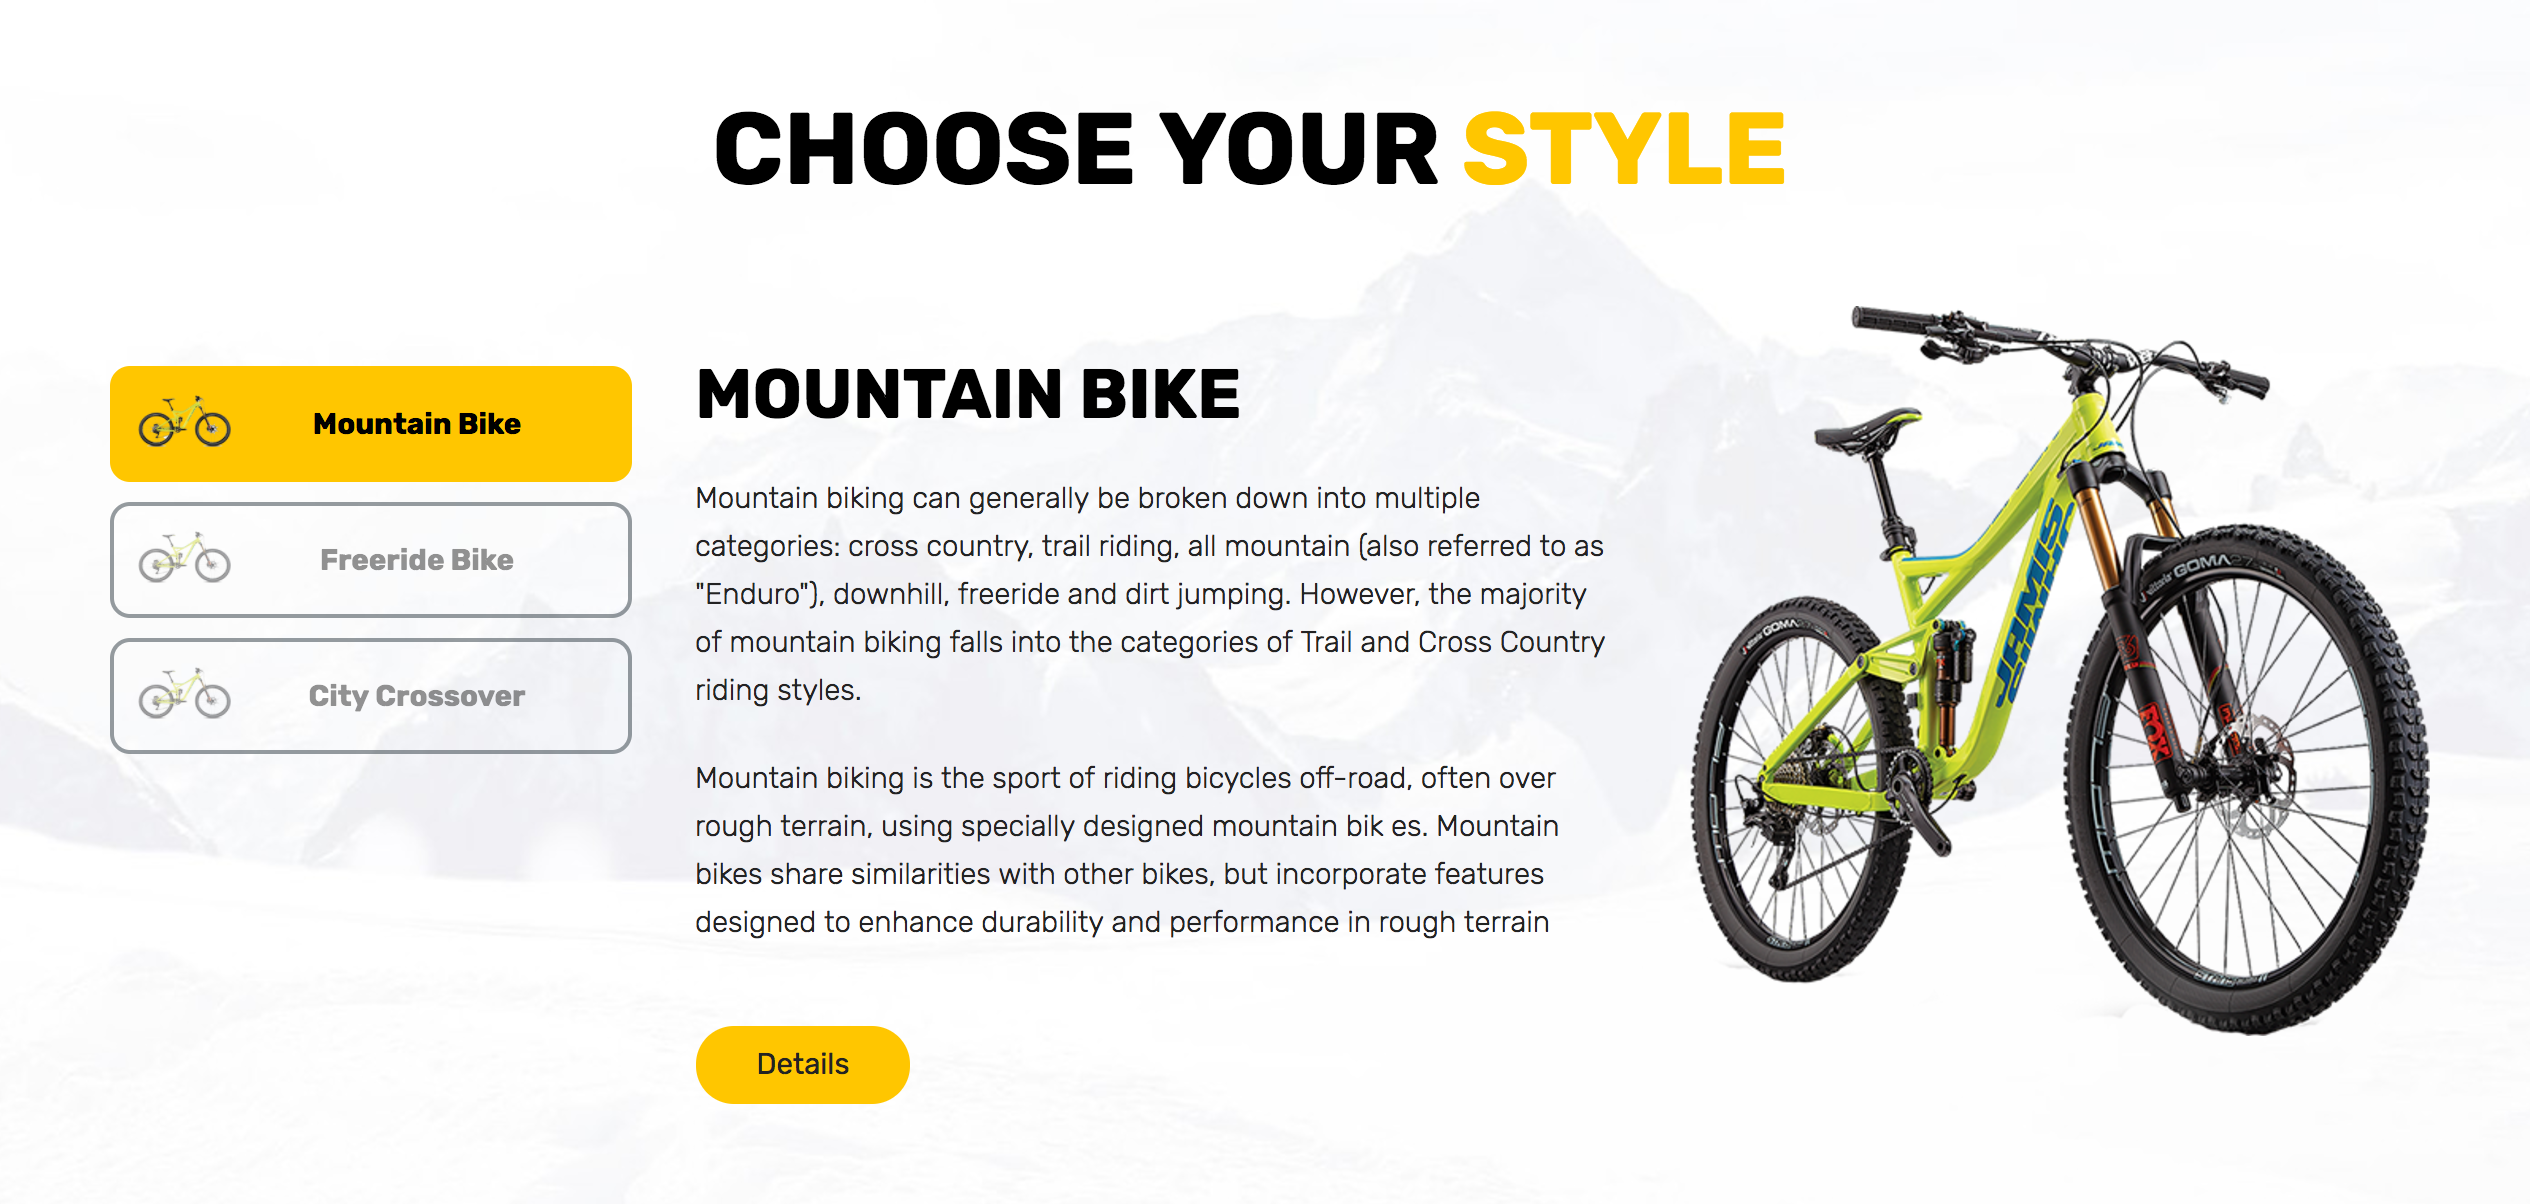 CHOOSE YOUR STYLE
Mountain Bike
Freeride Bike
City Crossover
MOUNTAIN BIKE
Mountain biking can generally be broken down into multiple
categories: cross country, trail riding, all mountain (also referred to as
"Enduro"), downhill, freeride and dirt jumping. However, the majority
of mountain biking falls into the categories of Trail and Cross Country
riding styles.
Mountain biking is the sport of riding bicycles off-road, often over
rough terrain, using specially designed mountain bik es. Mountain
bikes share similarities with other bikes, but incorporate features
designed to enhance durability and performance in rough terrain
Details
JAMIS
GOMA
GOMA
FOX